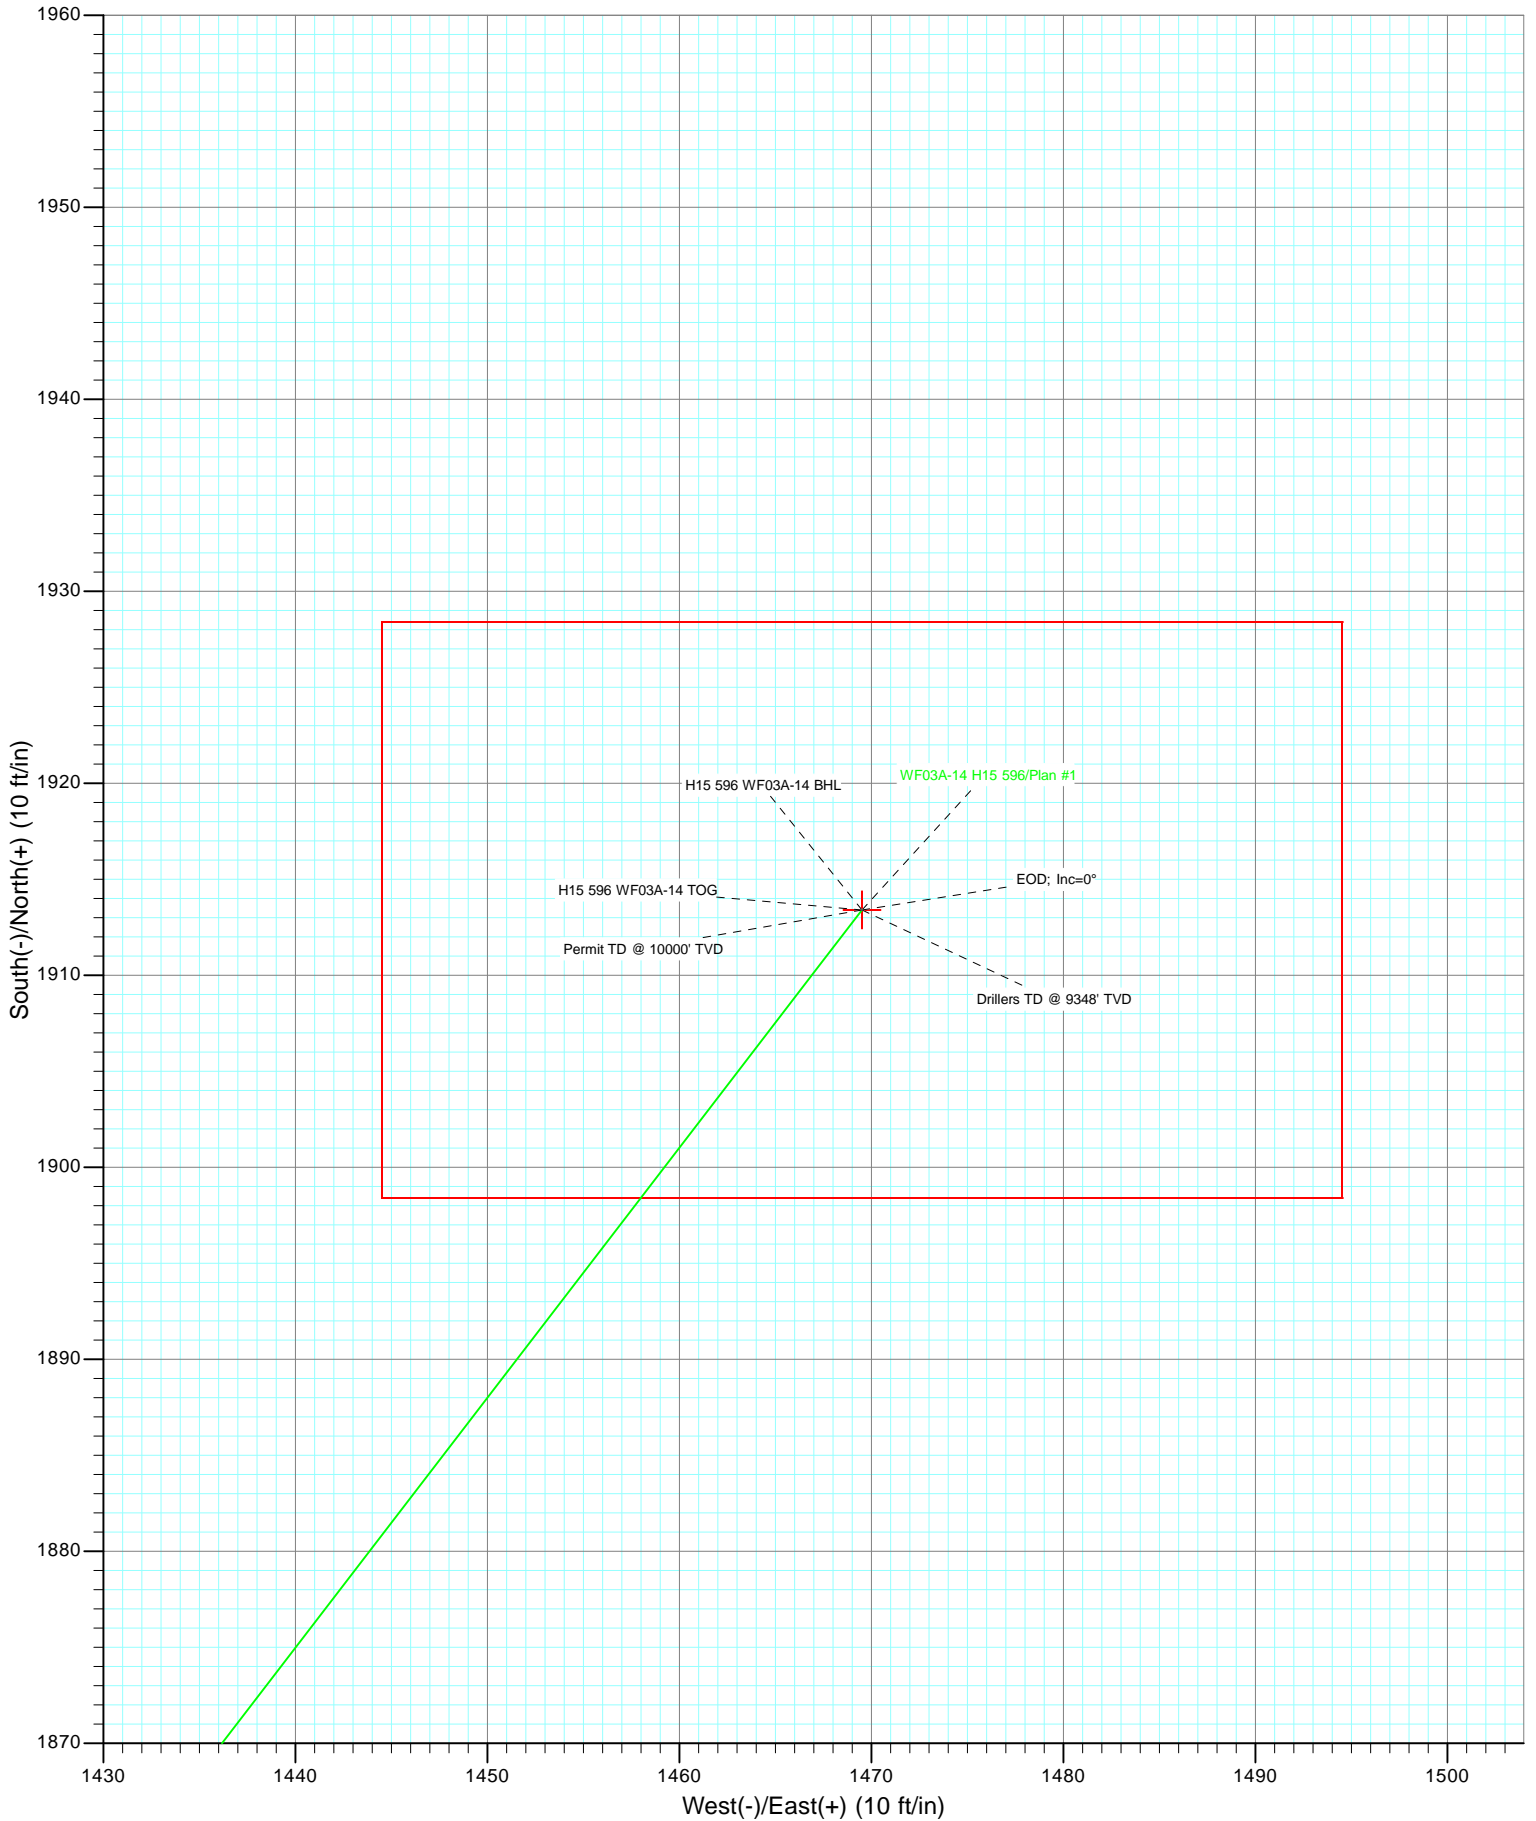 1960
1950
1940
1930
1920
1910
1900
1890
1880
1870
South(-)/North(+) (10 ft/in)
WF03A-14 H15 596/Plan #1
H15 596 WF03A-14 BHL
EOD; Inc=0°
H15 596 WF03A-14 TOG
Permit TD @ 10000' TVD
Drillers TD @ 9348' TVD
1430 1440 1450 1460 1470 1480 1490 1500
West(-)/East(+) (10 ft/in)